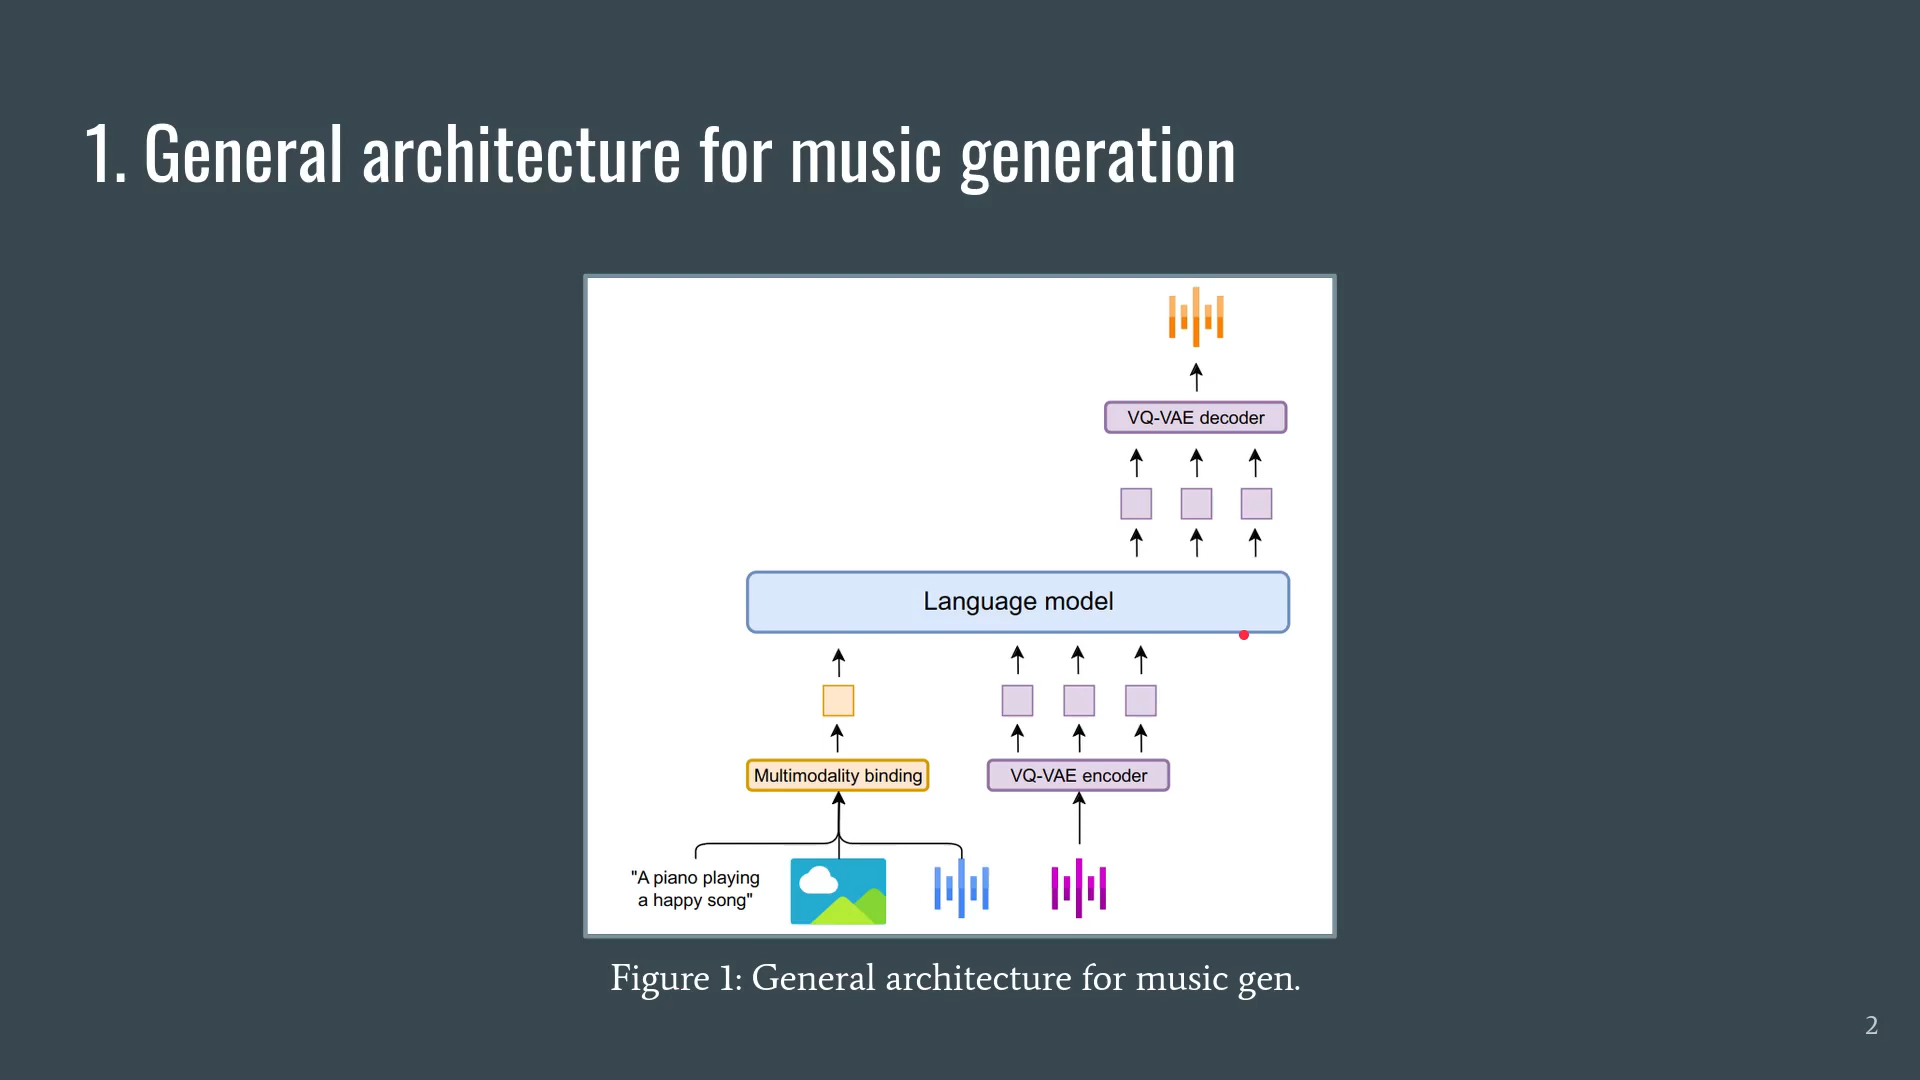 1. General architecture for music generation
VQ-VAE decoder
Language model
Multimodality binding
VQ-VAE encoder
"A piano playing
a happy song"
Figure 1: General architecture for music gen.
2